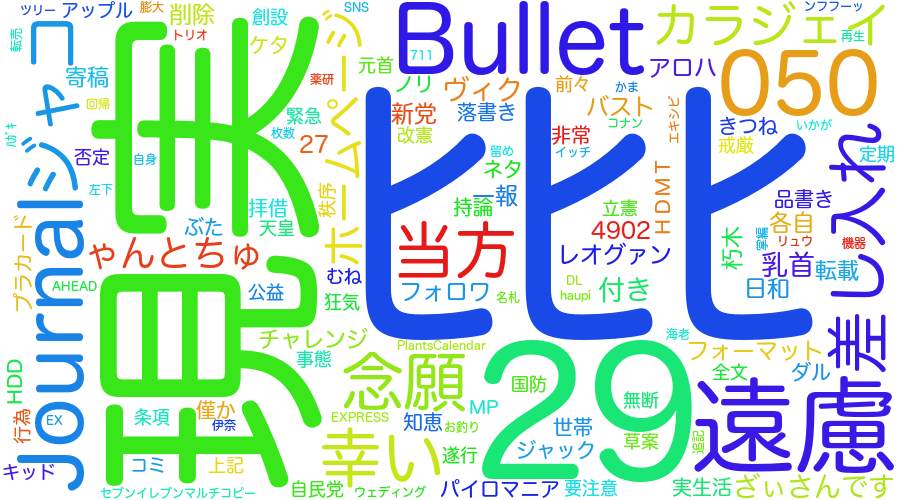 ツリー
アップル
膨大
削除
創設
SNS
Bullet
カラジェイ
ンフフーッ
転売
コ
トリオ
ケタ
元首
711
再生
寄稿
薬研
ノリ
ヴィク
前々
アロハ
050
回帰
緊急
新党
落書き
かま
バスト
エキシビ
きつね
いかが
枚数
27
改憲
コナン
否定
自身
留め
非常
イッチ
戒厳
定期
ネタ
左下
秩序
一報
HDMT
差し入れ
拝借
持論
立憲
品書き
ぶた
天皇
4902
各自
プラカード
ゃんとちゅ
ホームページ
当方
レオグァン
朽木
リュウ
機器
実現
ヒヒヒ
むね
乳首
転載
AHEAD
公益
狂気
フォロワ
DL
haupi
付き
日和
名札
Journalジャコ
チャレンジ
事態
海老
PlantsCalendar
フォーマット
HDD
念願
29
国防
全文
ダル
無断
行為
EX
条項
僅か
伊奈
EXPRESS
知恵
MP
お釣り
世帯
草案
追記
遠慮
キッド
コミ
上記
幸い
遂行
ジャック
セブンイレブンマルチコピー
自民党
ウェディング
パイロマニア
要注意
実生活
ざぃさんです